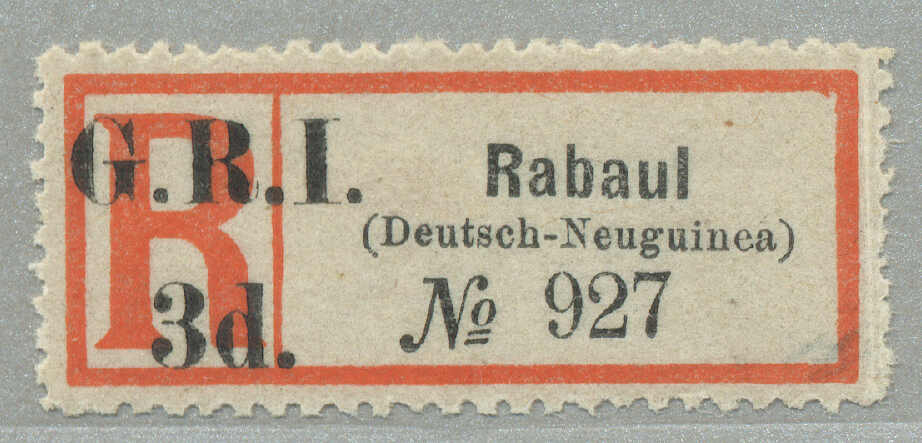 R
G.R.I.
3d.
Rabaul
(Deutsch-Neuguinea)
№ 927